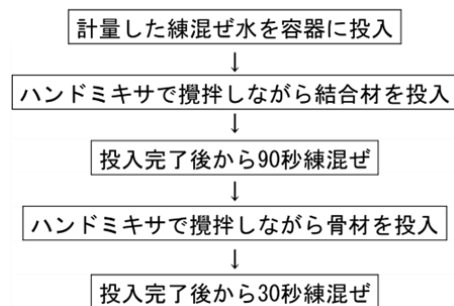 計量した練混ぜ水を容器に投入
↓
ハンドミキサで攪拌しながら結合材を投入
↓
投入完了後から90秒練混ぜ
↓
ハンドミキサで攪拌しながら骨材を投入
↓
投入完了後から30秒練混ぜ